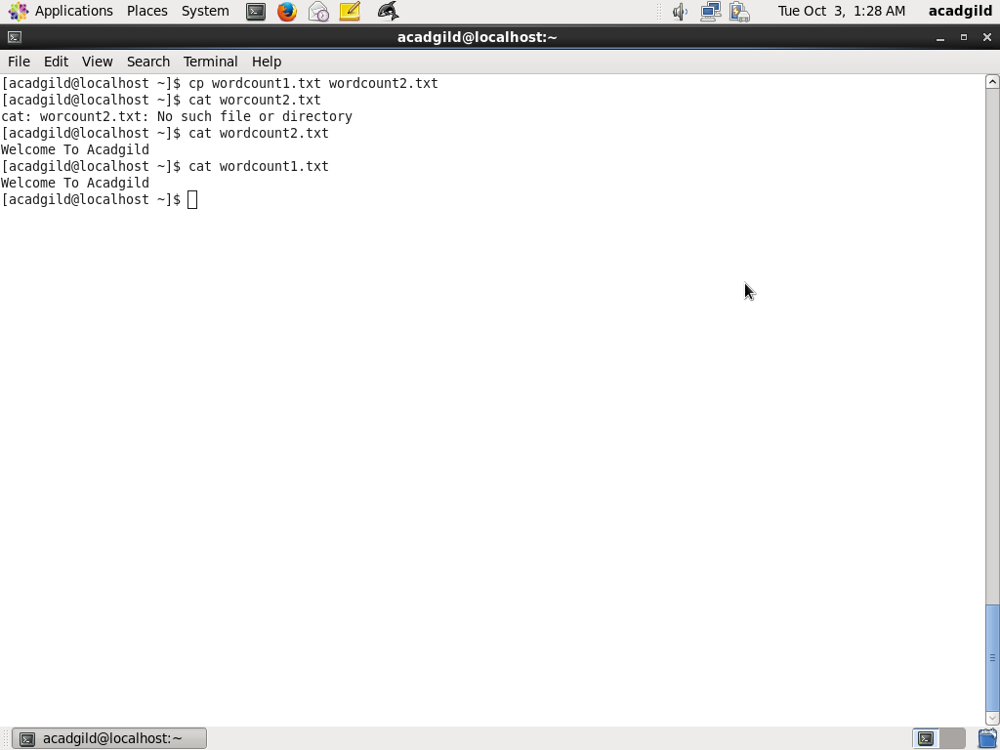 Applications Places System Tue Oct 3, 1:28 AM acadgild
acadgild@localhost:~
File Edit View Search Terminal Help
[acadgild@localhost ~]$ cp wordcount1.txt wordcount2.txt
[acadgild@localhost ~]$ cat worcount2.txt
cat: worcount2.txt: No such file or directory
[acadgild@localhost ~]$ cat wordcount2.txt
Welcome To Acadgild
[acadgild@localhost ~]$ cat wordcount1.txt
Welcome To Acadgild
[acadgild@localhost ~]$
acadgild@localhost:~